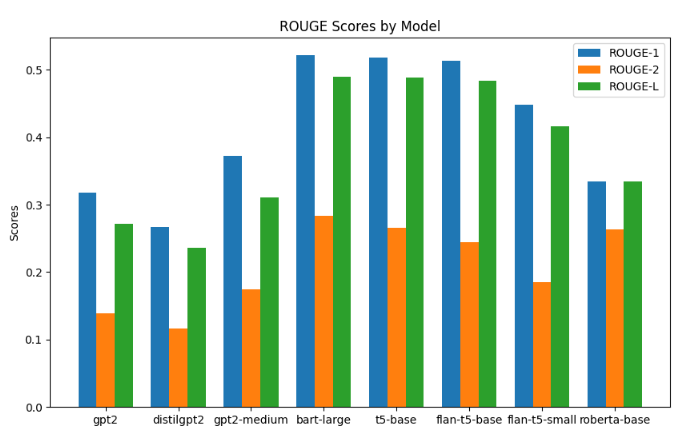 ROUGE Scores by Model
ROUGE-1
ROUGE-2
ROUGE-L
Scores
0.5
0.4
0.3
0.2
0.1
0.0
gpt2 distilgpt2 gpt2-medium bart-large t5-base flan-t5-base flan-t5-small roberta-base